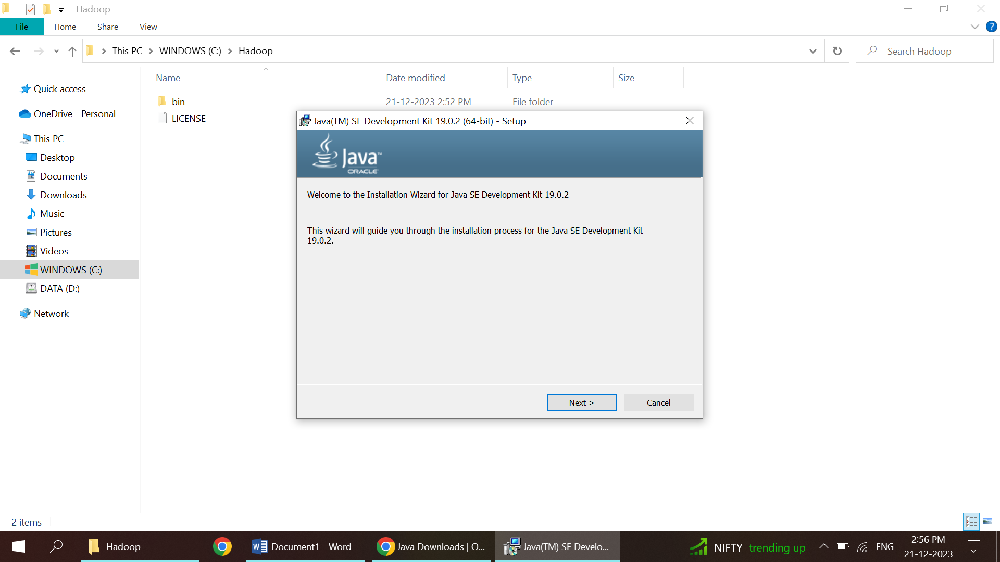 Hadoop
File Home Share View
This PC WINDOWS (C:) Hadoop
Search Hadoop
Name Date modified Type Size
Quick access
OneDrive - Personal
This PC
Desktop
Documents
Downloads
Music
Pictures
Videos
WINDOWS (C:)
DATA (D:)
Network
bin 21-12-2023 2:52 PM File folder
LICENSE
Java(TM) SE Development Kit 19.0.2 (64-bit) - Setup
Java™
ORACLE
Welcome to the Installation Wizard for Java SE Development Kit 19.0.2
This wizard will guide you through the installation process for the Java SE Development Kit
19.0.2.
Next >
Cancel
2 items
Hadoop
Document1 - Word
Java Downloads | O...
Java(TM) SE Develo...
NIFTY trending up
ENG
2:56 PM
21-12-2023